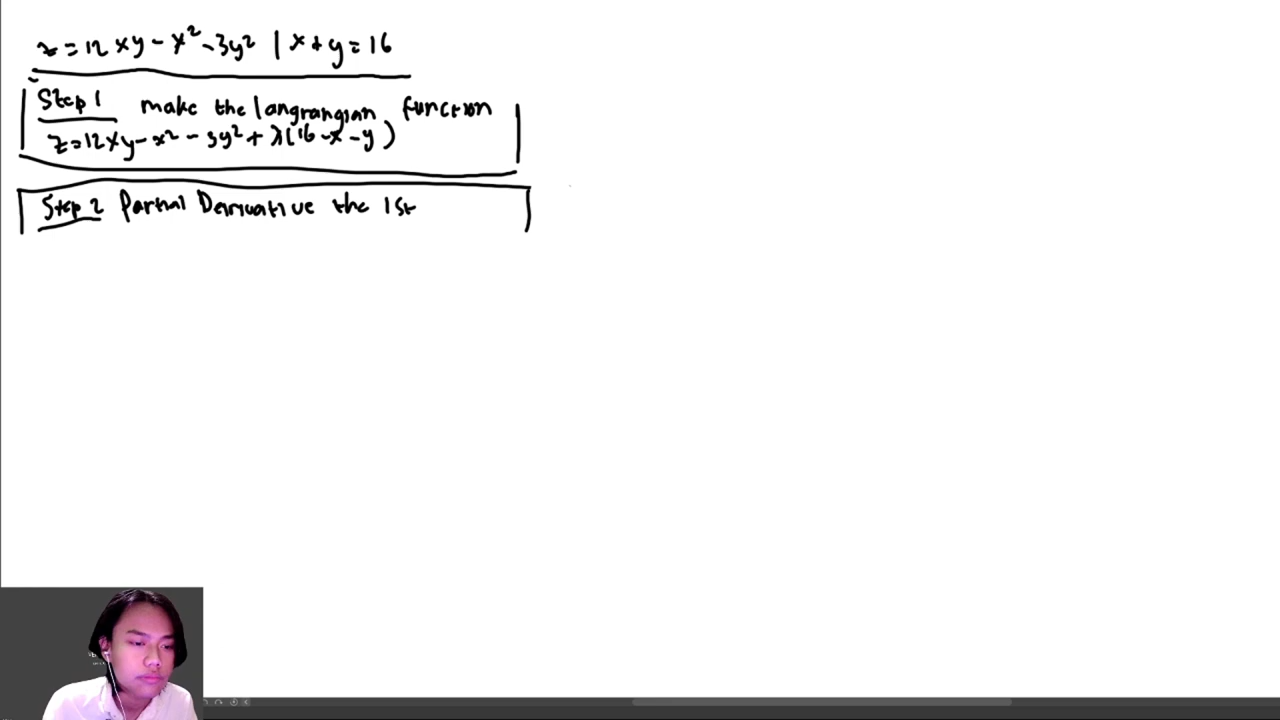 z = 12xy - x² - 3y² | x + y = 16
Step 1 make the langrangian function
z = 12xy - x² - 3y² + λ(16 - x - y)
Step 2 Partial Derivative the 1st